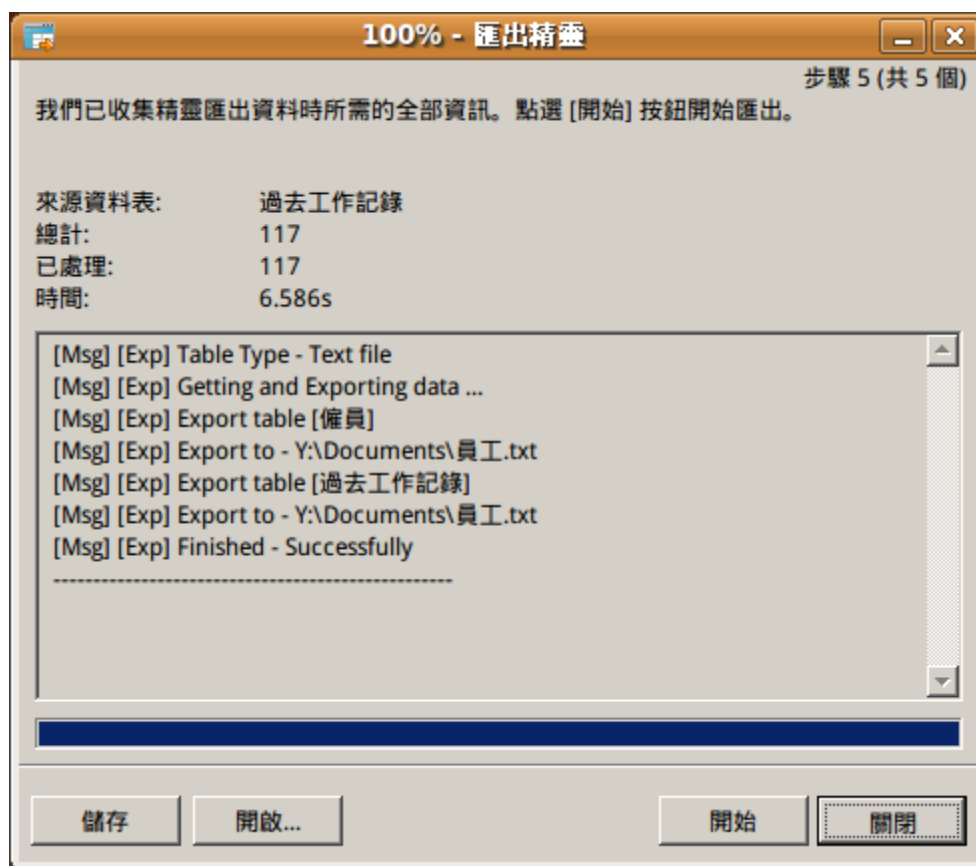 100% - 匯出精靈
步驟 5 (共 5 個)
我們已收集精靈匯出資料時所需的全部資訊。點選 [開始] 按鈕開始匯出。
來源資料表: 過去工作記錄
總計: 117
已處理: 117
時間: 6.586s
[Msg] [Exp] Table Type - Text file
[Msg] [Exp] Getting and Exporting data ...
[Msg] [Exp] Export table [僱員]
[Msg] [Exp] Export to - Y:\Documents\員工.txt
[Msg] [Exp] Export table [過去工作記錄]
[Msg] [Exp] Export to - Y:\Documents\員工.txt
[Msg] [Exp] Finished - Successfully
--------------------------------------------------
儲存 開啟... 開始 關閉